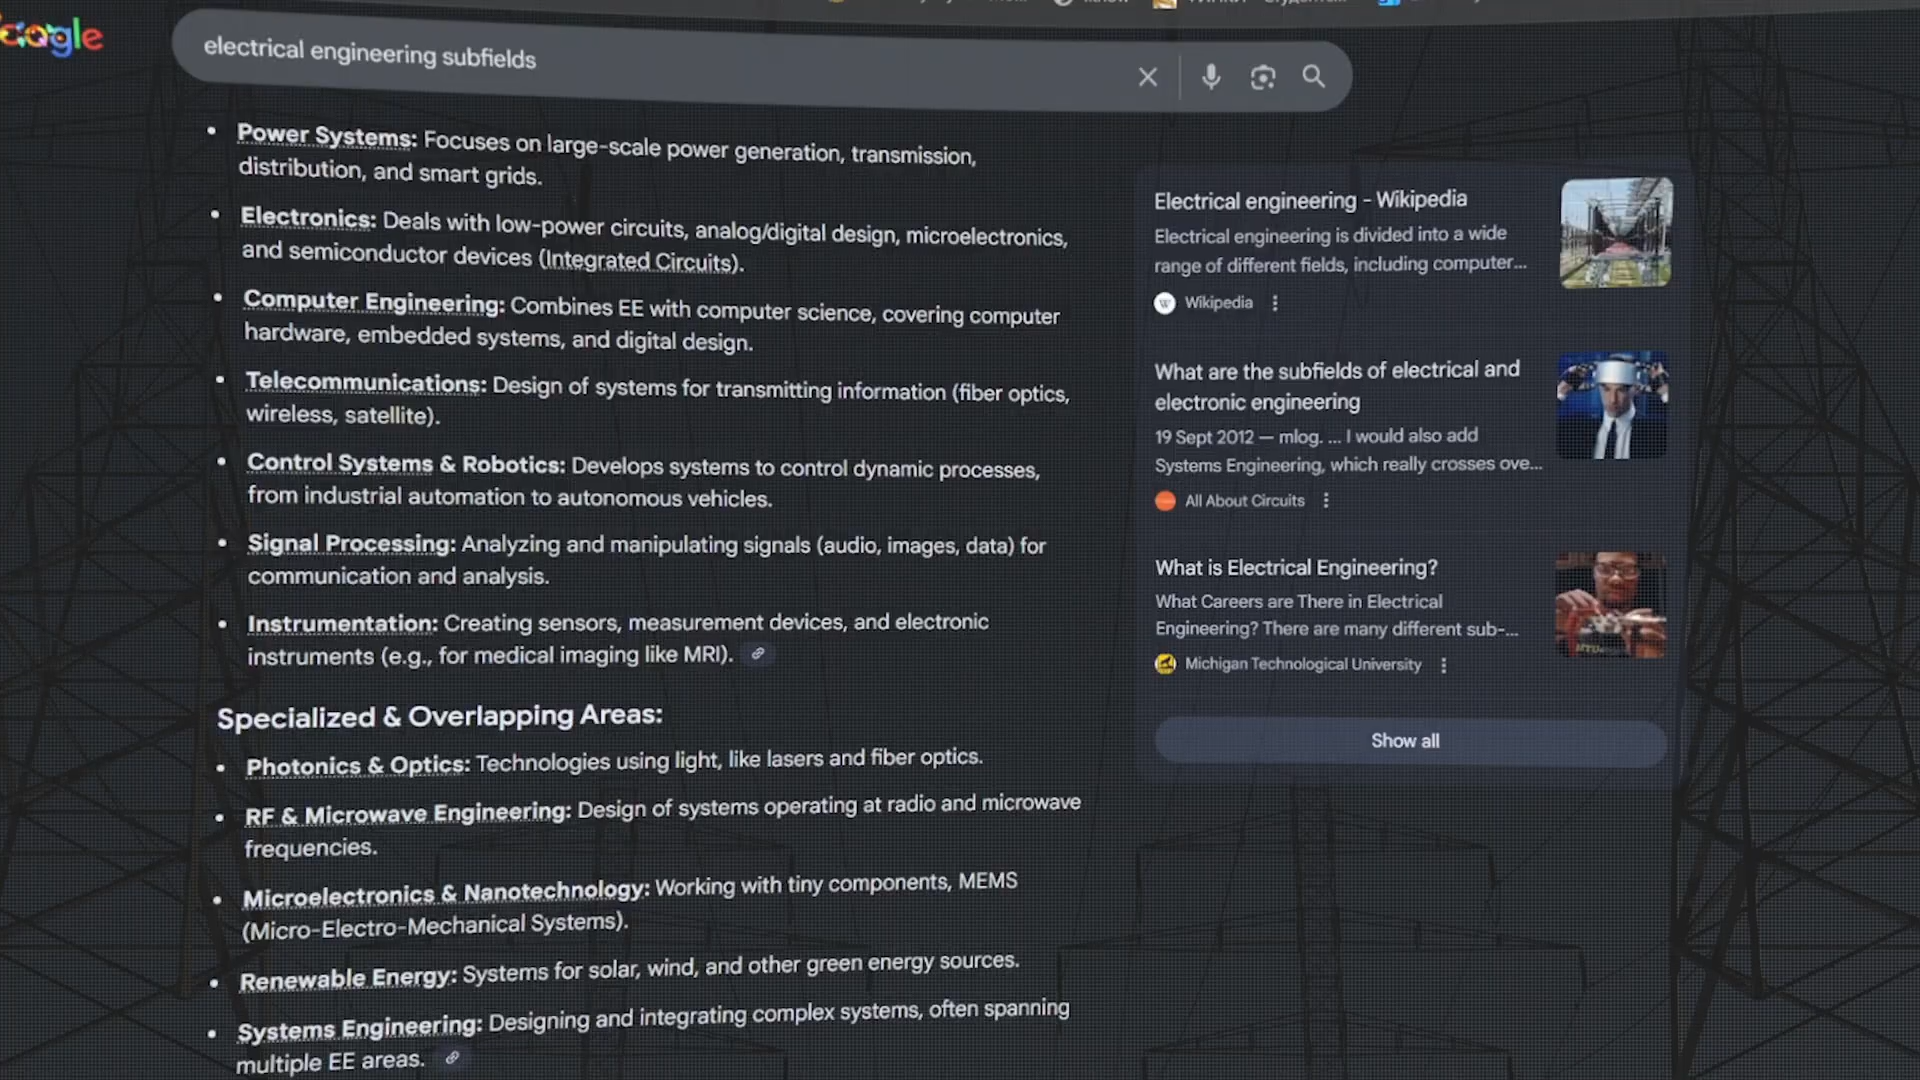 Google
electrical engineering subfields
Power Systems: Focuses on large-scale power generation, transmission,
distribution, and smart grids.
Electronics: Deals with low-power circuits, analog/digital design, microelectronics,
and semiconductor devices (Integrated Circuits).
Computer Engineering: Combines EE with computer science, covering computer
hardware, embedded systems, and digital design.
Telecommunications: Design of systems for transmitting information (fiber optics,
wireless, satellite).
Control Systems & Robotics: Develops systems to control dynamic processes,
from industrial automation to autonomous vehicles.
Signal Processing: Analyzing and manipulating signals (audio, images, data) for
communication and analysis.
Instrumentation: Creating sensors, measurement devices, and electronic
instruments (e.g., for medical imaging like MRI).
Specialized & Overlapping Areas:
Photonics & Optics: Technologies using light, like lasers and fiber optics.
RF & Microwave Engineering: Design of systems operating at radio and microwave
frequencies.
Microelectronics & Nanotechnology: Working with tiny components, MEMS
(Micro-Electro-Mechanical Systems).
Renewable Energy: Systems for solar, wind, and other green energy sources.
Systems Engineering: Designing and integrating complex systems, often spanning
multiple EE areas.
Electrical engineering - Wikipedia
Electrical engineering is divided into a wide
range of different fields, including computer...
W Wikipedia
What are the subfields of electrical and
electronic engineering
19 Sept 2012 — mlog. ... I would also add
Systems Engineering, which really crosses ove...
All About Circuits
What is Electrical Engineering?
What Careers are There in Electrical
Engineering? There are many different sub-...
Michigan Technological University
Show all